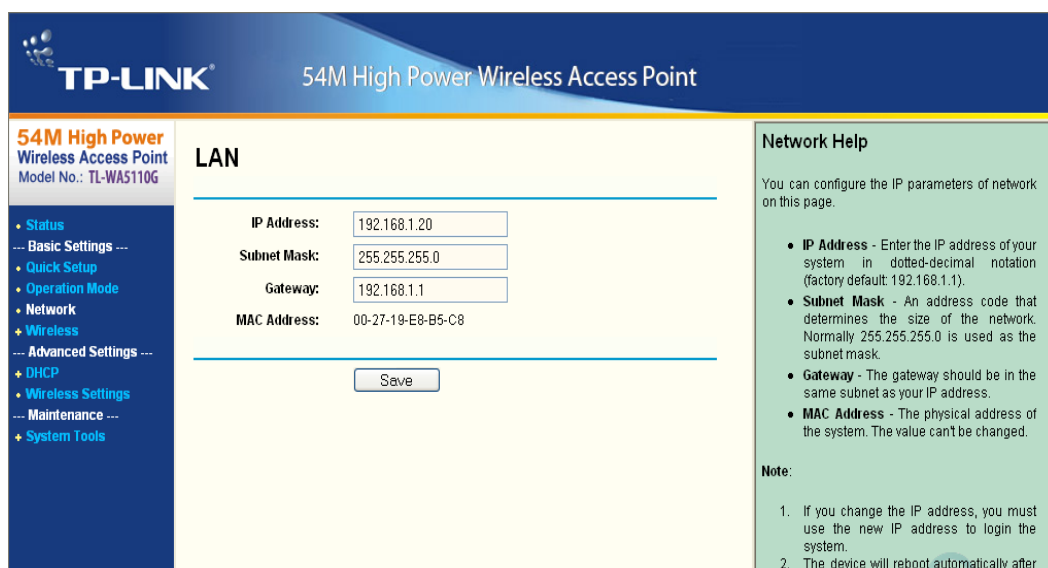 TP-LINK®
54M High Power Wireless Access Point
54M High Power
Wireless Access Point
Model No.: TL-WA5110G
Status
--- Basic Settings ---
Quick Setup
Operation Mode
Network
+ Wireless
--- Advanced Settings ---
+ DHCP
Wireless Settings
--- Maintenance ---
+ System Tools
LAN
IP Address: 192.168.1.20
Subnet Mask: 255.255.255.0
Gateway: 192.168.1.1
MAC Address: 00-27-19-E8-B5-C8
Save
Network Help
You can configure the IP parameters of network
on this page.
• IP Address - Enter the IP address of your
system in dotted-decimal notation
(factory default: 192.168.1.1).
• Subnet Mask - An address code that
determines the size of the network.
Normally 255.255.255.0 is used as the
subnet mask.
• Gateway - The gateway should be in the
same subnet as your IP address.
• MAC Address - The physical address of
the system. The value can't be changed.
Note:
1. If you change the IP address, you must
use the new IP address to login the
system.
2. The device will reboot automatically after